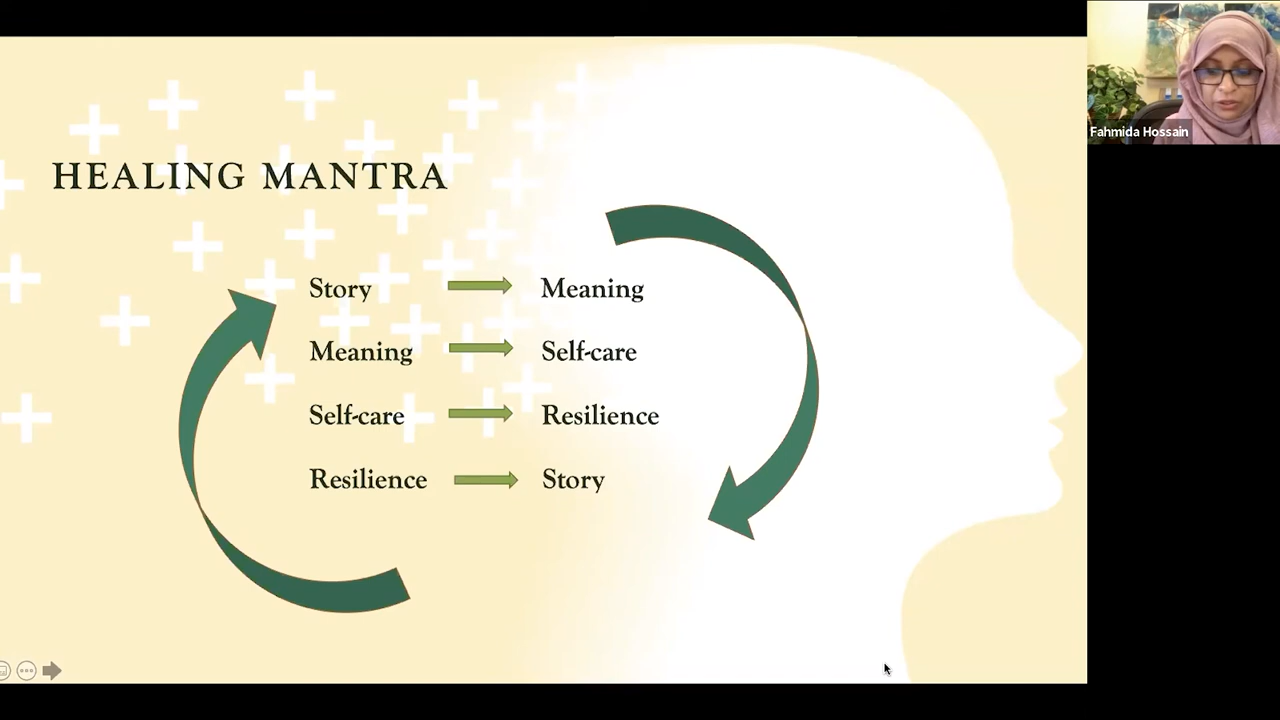 HEALING MANTRA
Story Meaning
Meaning Self-care
Self-care Resilience
Resilience Story
Fahmida Hossain